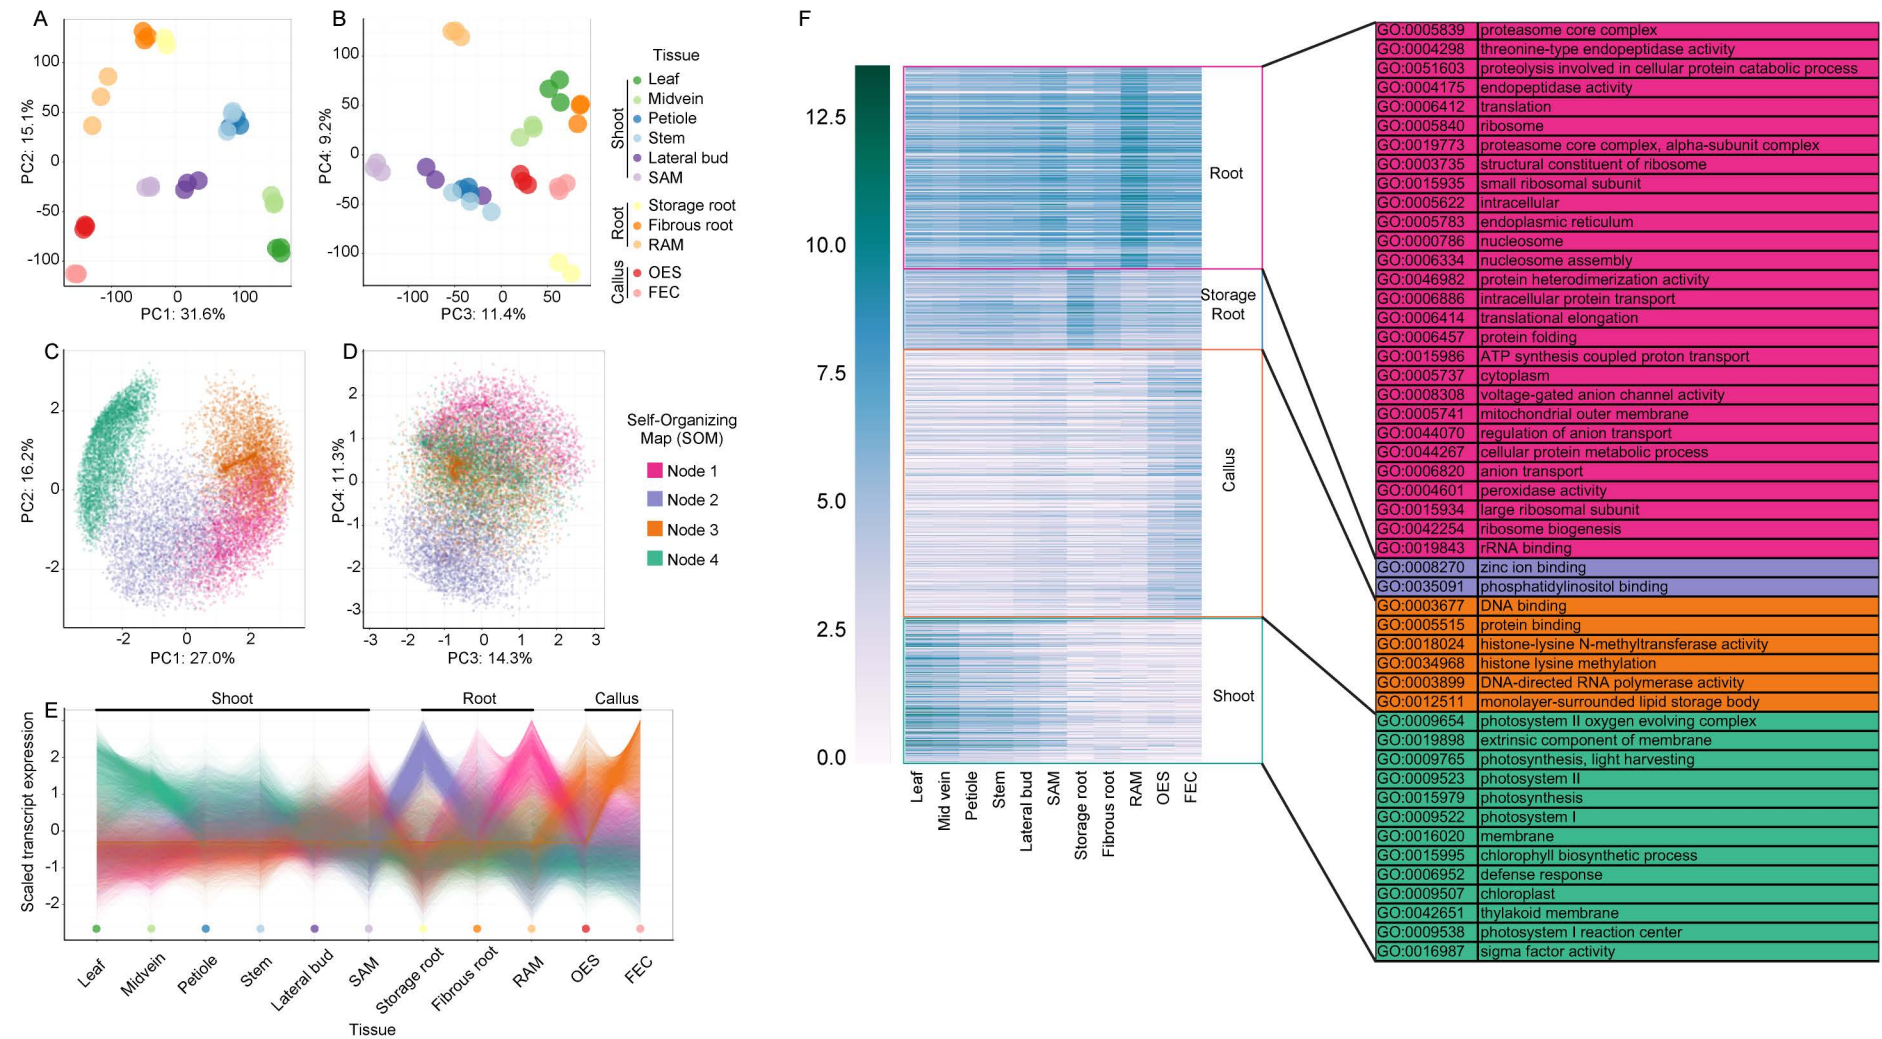 A
PC2: 15.1%
100
50
0
-50
-100
-100
0
100
PC1: 31.6%
B
PC4: 9.2%
100
50
0
-50
-100
-100
-50
0
50
PC3: 11.4%
Tissue
Shoot
Leaf
Midvein
Petiole
Stem
Lateral bud
SAM
Root
Storage root
Fibrous root
RAM
Callus
OES
FEC
C
PC2: 16.2%
2
0
-2
-2
0
2
PC1: 27.0%
D
PC4: 11.3%
2
1
0
-1
-2
-3
-3
-2
-1
0
1
2
3
PC3: 14.3%
Self-Organizing
Map (SOM)
Node 1
Node 2
Node 3
Node 4
E
Shoot
Root
Callus
Scaled transcript expression
2
1
0
-1
-2
Leaf
Midvein
Petiole
Stem
Lateral bud
SAM
Storage root
Fibrous root
RAM
OES
FEC
Tissue
F
12.5
10.0
7.5
5.0
2.5
0.0
Root
Storage
Root
Callus
Shoot
Leaf
Mid vein
Petiole
Stem
Lateral bud
SAM
Storage root
Fibrous root
RAM
OES
FEC
GO:0005839 proteasome core complex
GO:0004298 threonine-type endopeptidase activity
GO:0051603 proteolysis involved in cellular protein catabolic process
GO:0004175 endopeptidase activity
GO:0006412 translation
GO:0005840 ribosome
GO:0019773 proteasome core complex, alpha-subunit complex
GO:0003735 structural constituent of ribosome
GO:0015935 small ribosomal subunit
GO:0005622 intracellular
GO:0005783 endoplasmic reticulum
GO:0000786 nucleosome
GO:0006334 nucleosome assembly
GO:0046982 protein heterodimerization activity
GO:0006886 intracellular protein transport
GO:0006414 translational elongation
GO:0006457 protein folding
GO:0015986 ATP synthesis coupled proton transport
GO:0005737 cytoplasm
GO:0008308 voltage-gated anion channel activity
GO:0005741 mitochondrial outer membrane
GO:0044070 regulation of anion transport
GO:0044267 cellular protein metabolic process
GO:0006820 anion transport
GO:0004601 peroxidase activity
GO:0015934 large ribosomal subunit
GO:0042254 ribosome biogenesis
GO:0019843 rRNA binding
GO:0008270 zinc ion binding
GO:0035091 phosphatidylinositol binding
GO:0003677 DNA binding
GO:0005515 protein binding
GO:0018024 histone-lysine N-methyltransferase activity
GO:0034968 histone lysine methylation
GO:0003899 DNA-directed RNA polymerase activity
GO:0012511 monolayer-surrounded lipid storage body
GO:0009654 photosystem II oxygen evolving complex
GO:0019898 extrinsic component of membrane
GO:0009765 photosynthesis, light harvesting
GO:0009523 photosystem II
GO:0015979 photosynthesis
GO:0009522 photosystem I
GO:0016020 membrane
GO:0015995 chlorophyll biosynthetic process
GO:0006952 defense response
GO:0009507 chloroplast
GO:0042651 thylakoid membrane
GO:0009538 photosystem I reaction center
GO:0016987 sigma factor activity